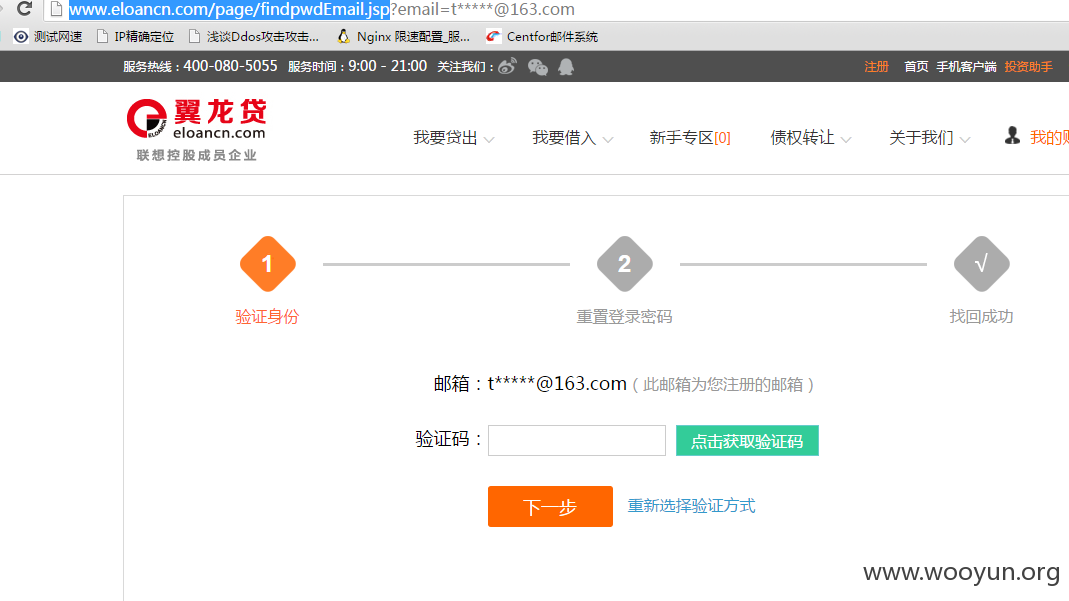 www.eloancn.com/page/findpwdEmail.jsp?email=t*****@163.com
测试网速 IP精确定位 浅谈Ddos攻击攻击... Nginx 限速配置_服... Centfor邮件系统
服务热线：400-080-5055 服务时间：9:00 - 21:00 关注我们： 注册 首页 手机客户端 投资助手
翼龙贷
eloancn.com
联想控股成员企业
我要贷出 我要借入 新手专区[0] 债权转让 关于我们 我的账
1 2 √
验证身份 重置登录密码 找回成功
邮箱：t*****@163.com（此邮箱为您注册的邮箱）
验证码： 点击获取验证码
下一步 重新选择验证方式
www.wooyun.org